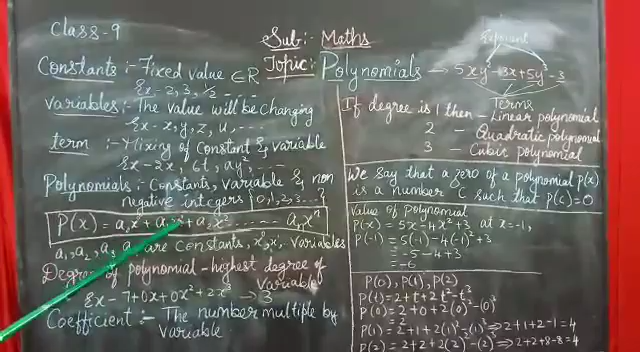 Class-9
Sub:- Maths
Topic:- Polynomials → 5xy² + 3x + 5y³ - 3
Exponent
Terms
Constants :- Fixed value ∈ R
Ex - 2, 3, 1/2 - - - -
variables :- The value will be changing
Ex - x, y, z, u, - - - -
term :- Mixing of Constant & variable
Ex - 2x, 6t, ay², - - -
Polynomials :- Constants, variable & non
negative integers {0, 1, 2, 3 - - - }
P(x) = a₁x + a₂x² ------ aₙxⁿ
a₁, a₂, a₃ are Constants, variables
Degree of polynomial - highest degree of
variable
Ex - 7 + 0x + 0x² + 2x³ → 3
Coefficient :- The number multiple by
variable
If degree is 1 then - Linear polynomial
2 - Quadratic polynomial
3 - Cubic polynomial
We say that a zero of a polynomial p(x)
is a number C such that p(c) = 0
Value of polynomial
P(x) = 5x - 4x² + 3 at x = -1,
P(-1) = 5(-1) - 4(-1)² + 3
= -5 - 4 + 3
= -6
P(0), P(1), P(2)
P(t) = 2 + t + 2t² - t³
P(0) = 2 + 0 + 2(0)² - (0)³
= 2
P(1) = 2 + 1 + 2(1)² - (1)³ ⇒ 2 + 1 + 2 - 1 = 4
P(2) = 2 + 2 + 2(2)² - (2)³ ⇒ 2 + 2 + 8 - 8 = 4